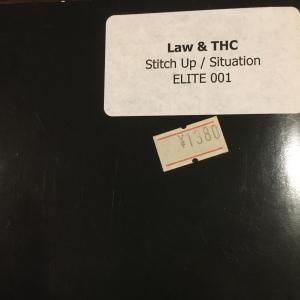 Law & THC
Stitch Up / Situation
ELITE 001
¥1380